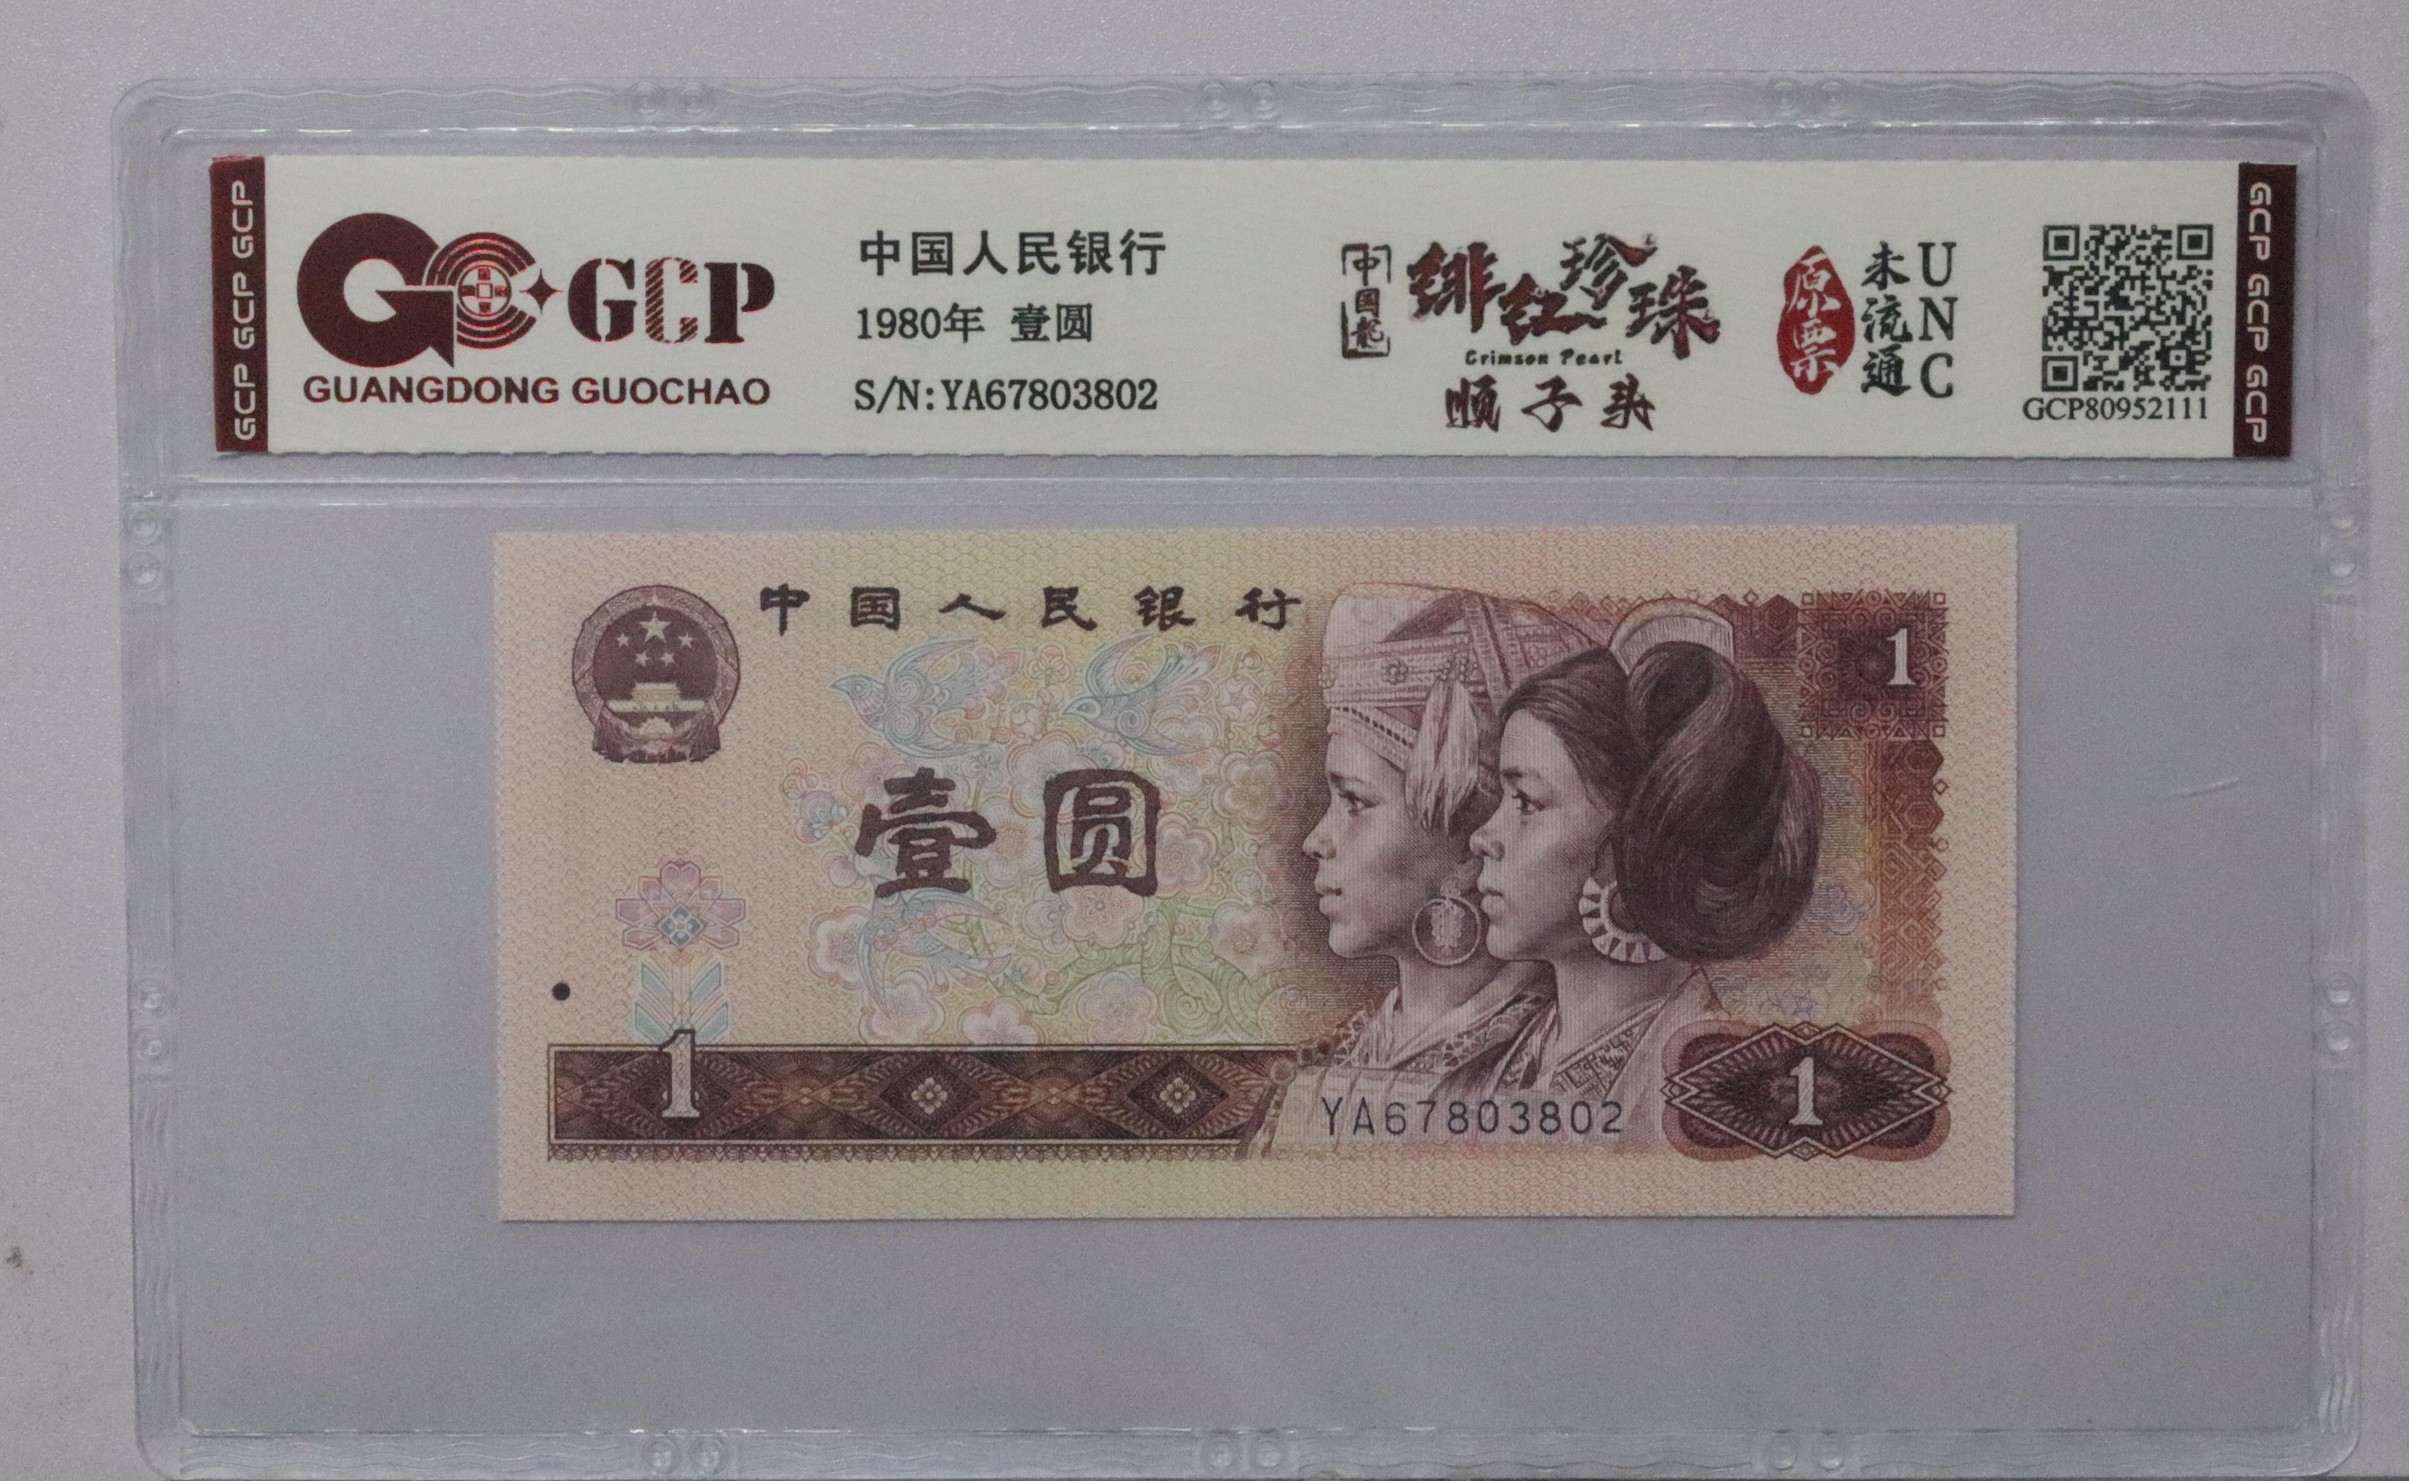 GCP GCP GCP
GCP
GUANGDONG GUOCHAO
中国人民银行
1980年 壹圆
S/N:YA67803802
中国龍
绯红珍珠
Crimson Pearl
顺子头
原票
未流通
UNC
GCP80952111
GCP GCP GCP
中国人民银行
1
壹圆
1
YA67803802
1